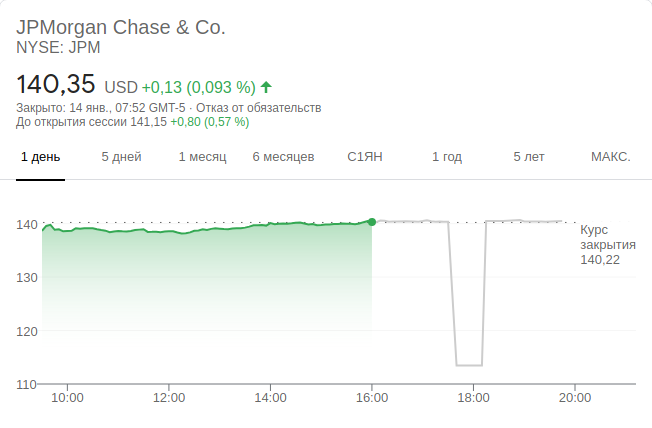 JPMorgan Chase & Co.
NYSE: JPM
140,35 USD +0,13 (0,093 %)
Закрыто: 14 янв., 07:52 GMT-5 · Отказ от обязательств
До открытия сессии 141,15 +0,80 (0,57 %)
1 день 5 дней 1 месяц 6 месяцев С1ЯН 1 год 5 лет МАКС.
140
130
120
110
Курс
закрытия
140,22
10:00 12:00 14:00 16:00 18:00 20:00